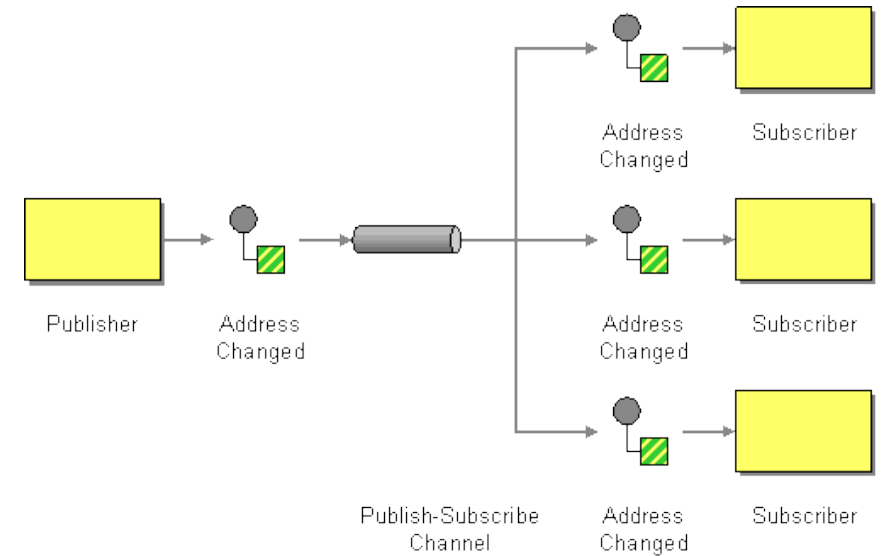 Address
Changed
Subscriber
Publisher
Address
Changed
Address
Changed
Subscriber
Publish-Subscribe
Channel
Address
Changed
Subscriber